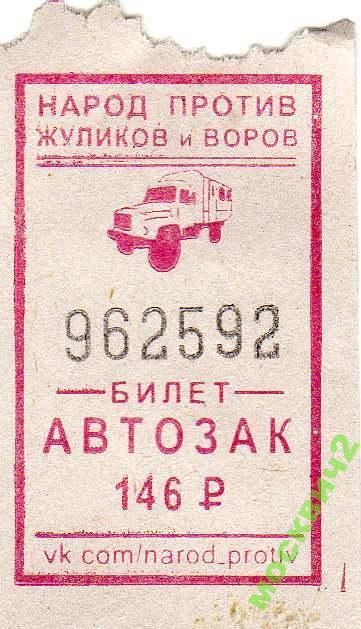 НАРОД ПРОТИВ
ЖУЛИКОВ и ВОРОВ
962592
БИЛЕТ
АВТОЗАК
146 ₽
vk com/narod_protiv
МОСКВИЧ2